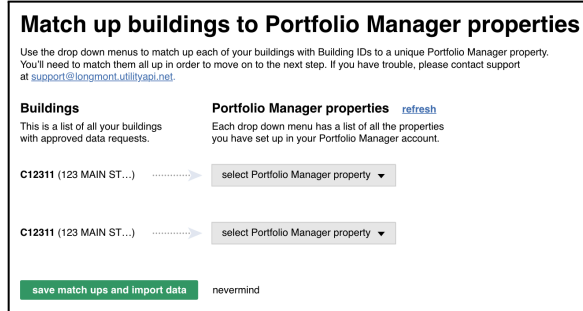 Match up buildings to Portfolio Manager properties
Use the drop down menus to match up each of your buildings with Building IDs to a unique Portfolio Manager property.
You'll need to match them all up in order to move on to the next step. If you have trouble, please contact support
at support@longmont.utilityapi.net.
Buildings
This is a list of all your buildings
with approved data requests.
Portfolio Manager properties refresh
Each drop down menu has a list of all the properties
you have set up in your Portfolio Manager account.
C12311 (123 MAIN ST…) select Portfolio Manager property
C12311 (123 MAIN ST…) select Portfolio Manager property
save match ups and import data nevermind